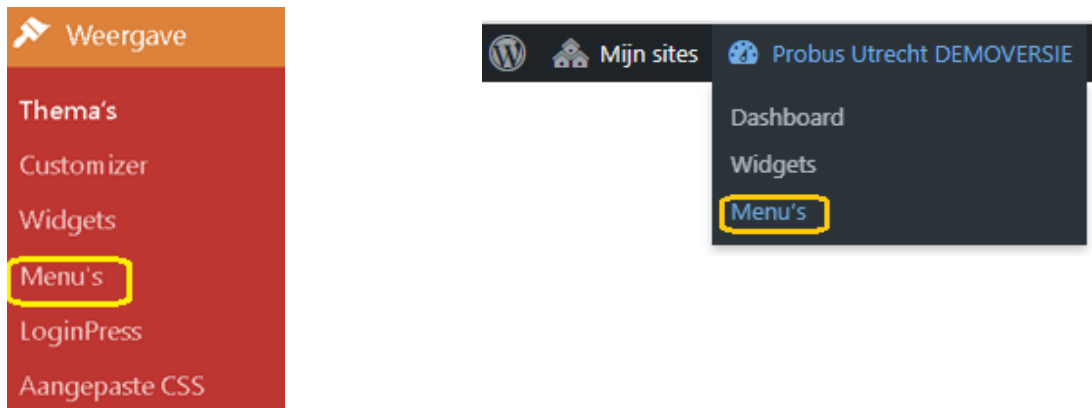 Weergave
Thema's
Customizer
Widgets
Menu's
LoginPress
Aangepaste CSS
Mijn sites
Probus Utrecht DEMOVERSIE
Dashboard
Widgets
Menu's